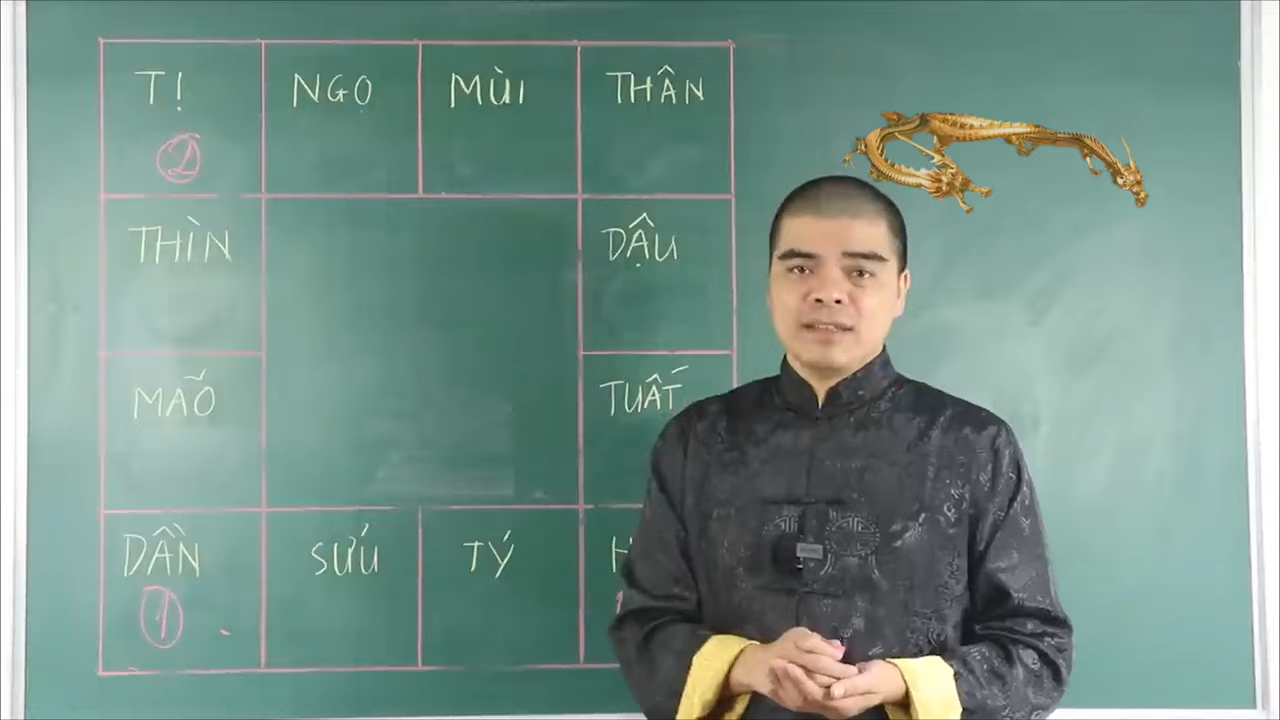 TỊ NGỌ MÙI THÂN
②
THÌN DẬU
MÃO TUẤT
DẦN SỬU TÝ H
①